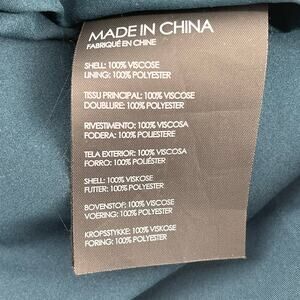 MADE IN CHINA
FABRIQUÉ EN CHINE
SHELL: 100% VISCOSE
LINING: 100% POLYESTER
TISSU PRINCIPAL: 100% VISCOSE
DOUBLURE: 100% POLYESTER
RIVESTIMENTO: 100% VISCOSA
FODERA: 100% POLIESTERE
TELA EXTERIOR: 100% VISCOSA
FORRO: 100% POLIÉSTER
SHELL: 100% VISKOSE
FUTTER: 100% POLYESTER
BOVENSTOF: 100% VISCOSE
VOERING: 100% POLYESTER
KROPSSTYKKE: 100% VISKOSE
FORING: 100% POLYESTER